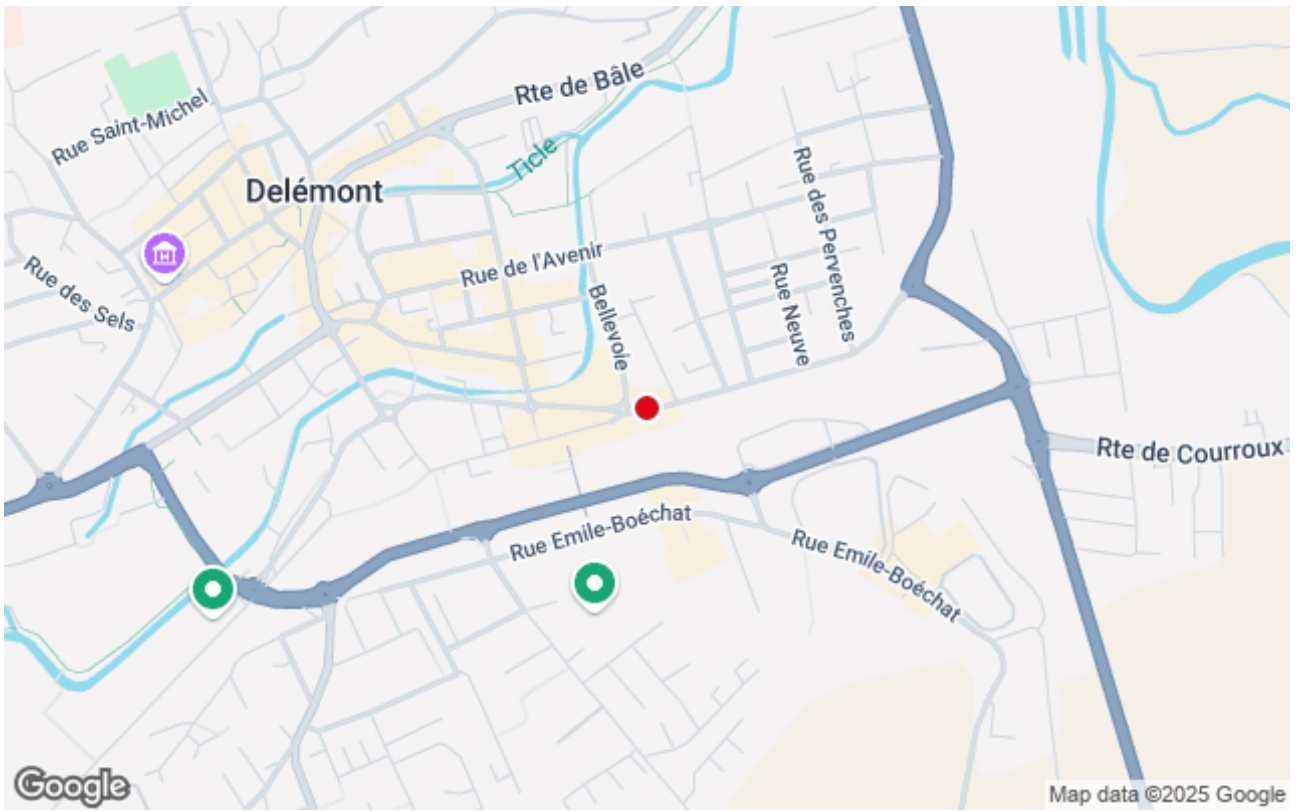 Rte de Bâle
Rue Saint-Michel
Ticle
Delémont
Rue des Pervenches
Rue de l'Avenir
H
Rue des Sels
Bellevoie
Rue Neuve
Rte de Courroux
Rue Emile-Boéchat
Rue Emile-Boéchat
Google
Map data ©2025 Google